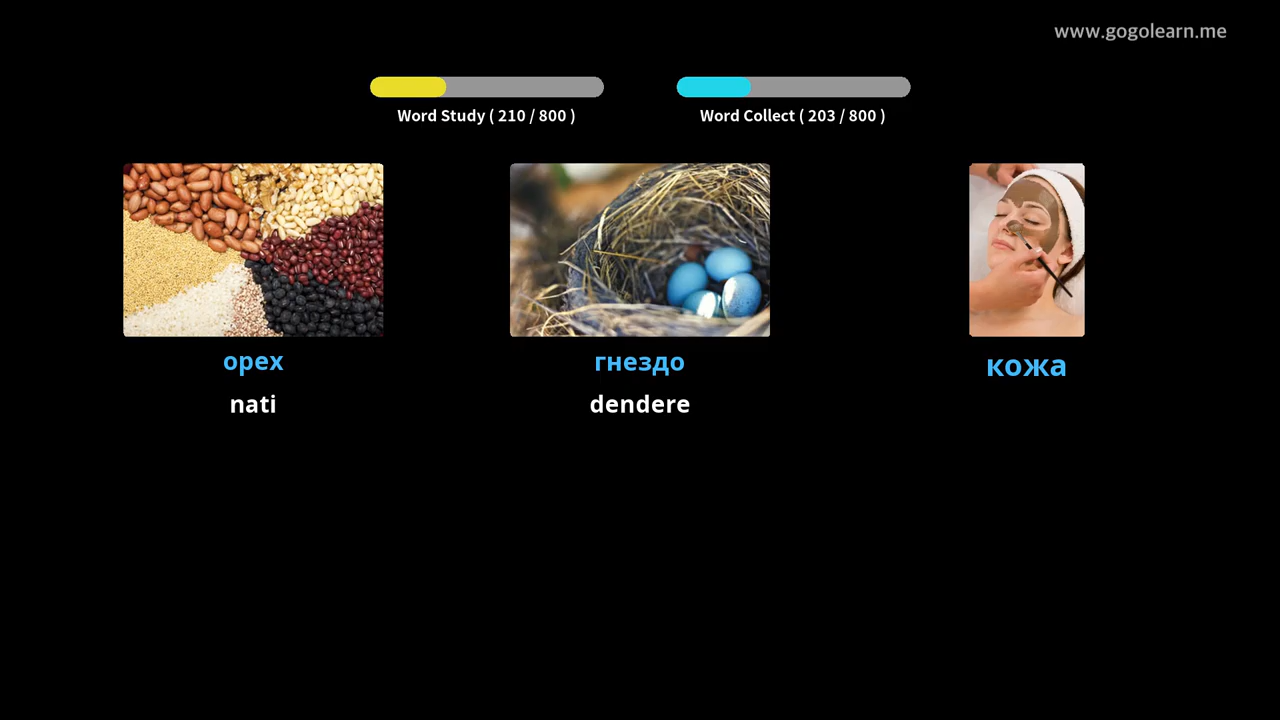 www.gogolearn.me
Word Study ( 210 / 800 )
Word Collect ( 203 / 800 )
орех
гнездо
кожа
nati
dendere